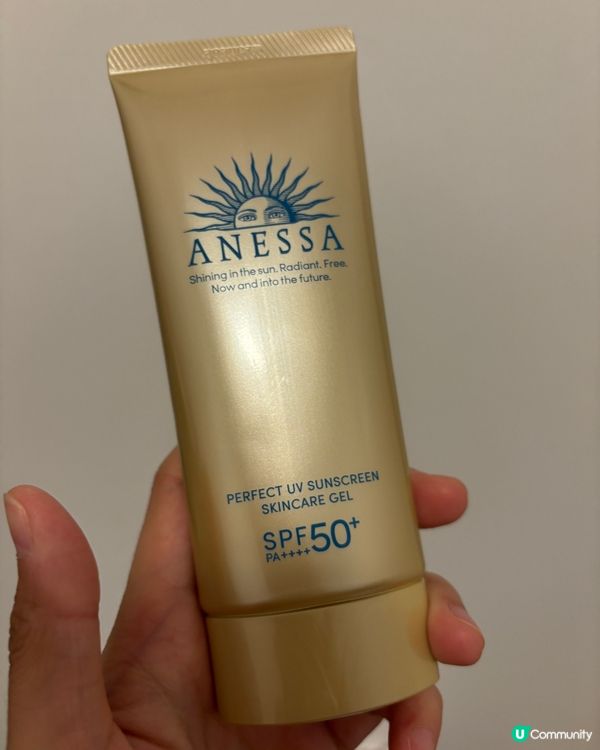 ANESSA
Shining in the sun. Radiant. Free.
Now and into the future.
PERFECT UV SUNSCREEN
SKINCARE GEL
SPF50+
PA++++
U Community